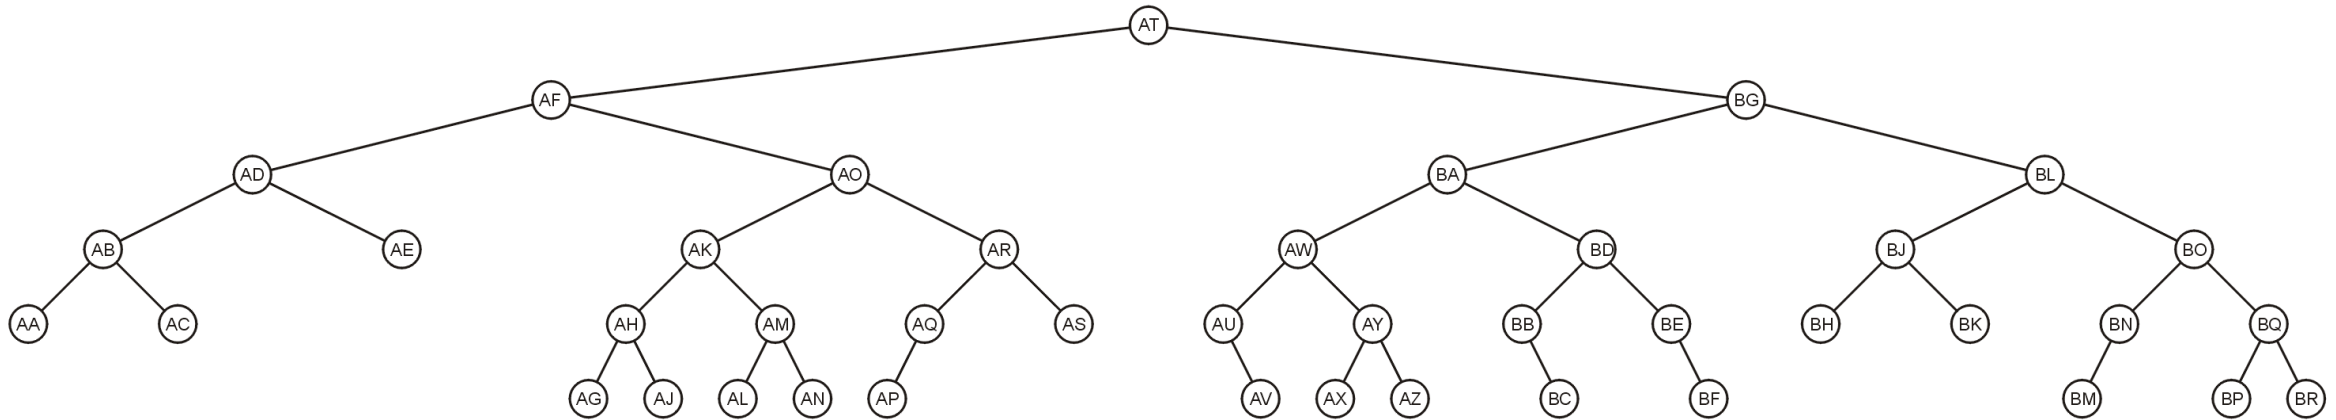 AT
AF BG
AD AO BA BL
AB AE AK AR AW BD BJ BO
AA AC AH AM AQ AS AU AY BB BE BH BK BN BQ
AG AJ AL AN AP AV AX AZ BC BF BM BP BR